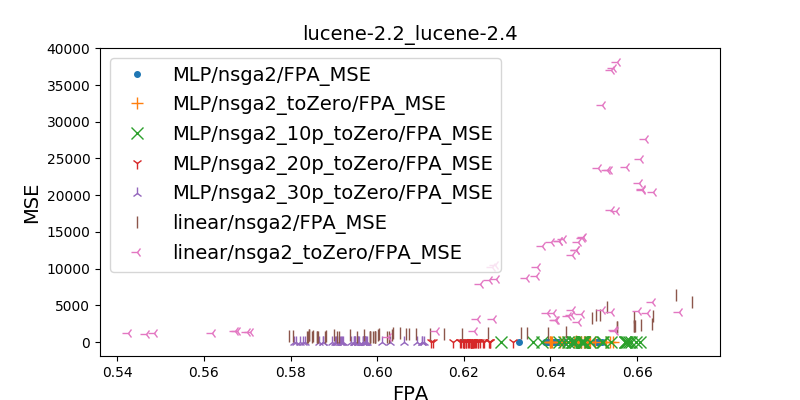 lucene-2.2_lucene-2.4
40000
35000
30000
25000
20000
15000
10000
5000
0
MSE
MLP/nsga2/FPA_MSE
MLP/nsga2_toZero/FPA_MSE
MLP/nsga2_10p_toZero/FPA_MSE
MLP/nsga2_20p_toZero/FPA_MSE
MLP/nsga2_30p_toZero/FPA_MSE
linear/nsga2/FPA_MSE
linear/nsga2_toZero/FPA_MSE
0.54 0.56 0.58 0.60 0.62 0.64 0.66
FPA